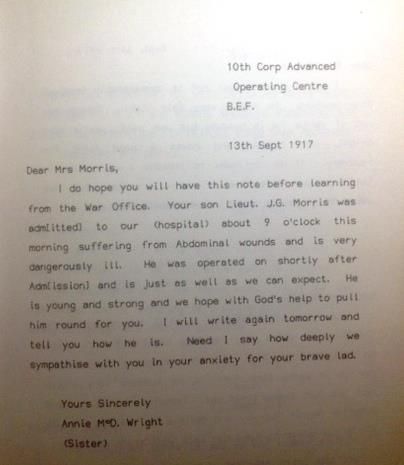 10th Corp Advanced
Operating Centre
B.E.F.
13th Sept 1917
Dear Mrs Morris,
I do hope you will have this note before learning
from the War Office. Your son Lieut. J.G. Morris was
adm[itted] to our (hospital) about 9 o'clock this
morning suffering from Abdominal wounds and is very
dangerously ill. He was operated on shortly after
Adm[ission] and is just as well as we can expect. He
is young and strong and we hope with God's help to pull
him round for you. I will write again tomorrow and
tell you how he is. Need I say how deeply we
sympathise with you in your anxiety for your brave lad.
Yours Sincerely
Annie McD. Wright
(Sister)